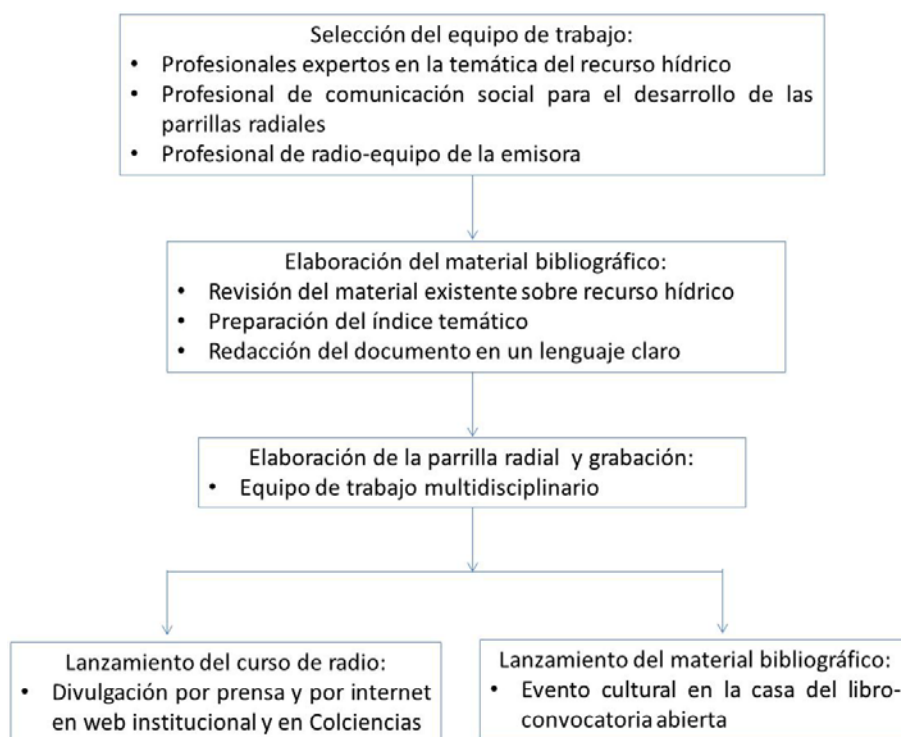 Selección del equipo de trabajo:
• Profesionales expertos en la temática del recurso hídrico
• Profesional de comunicación social para el desarrollo de las
parrillas radiales
• Profesional de radio-equipo de la emisora
Elaboración del material bibliográfico:
• Revisión del material existente sobre recurso hídrico
• Preparación del índice temático
• Redacción del documento en un lenguaje claro
Elaboración de la parrilla radial y grabación:
• Equipo de trabajo multidisciplinario
Lanzamiento del curso de radio:
• Divulgación por prensa y por internet
en web institucional y en Colciencias
Lanzamiento del material bibliográfico:
• Evento cultural en la casa del libro-
convocatoria abierta